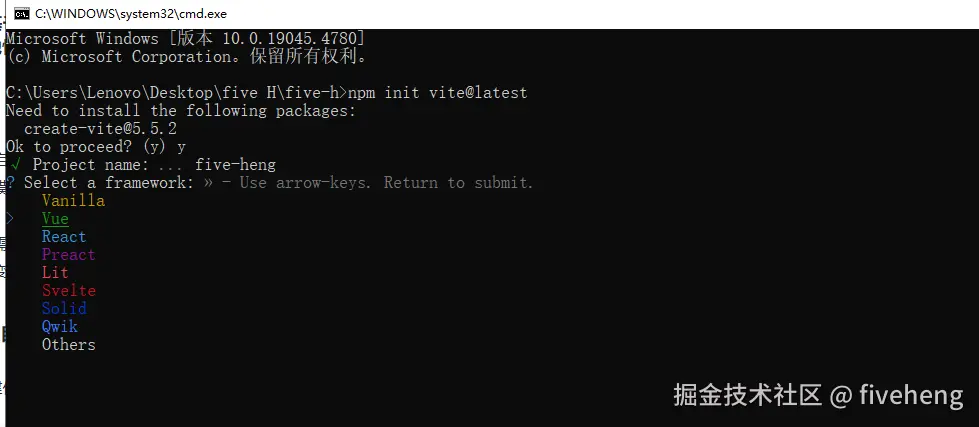 C:\WINDOWS\system32\cmd.exe
Microsoft Windows [版本 10.0.19045.4780]
(c) Microsoft Corporation。保留所有权利。
C:\Users\Lenovo\Desktop\five H\five-h>npm init vite@latest
Need to install the following packages:
create-vite@5.5.2
Ok to proceed? (y) y
√ Project name: ... five-heng
? Select a framework: » - Use arrow-keys. Return to submit.
Vanilla
> Vue
React
Preact
Lit
Svelte
Solid
Qwik
Others
掘金技术社区 @ fiveheng